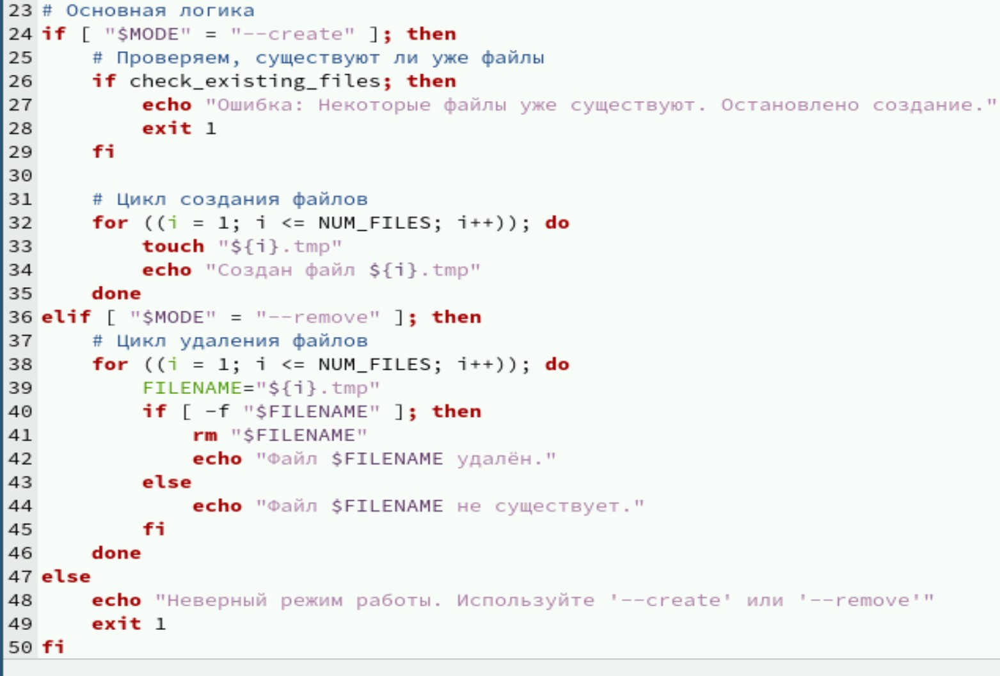 23 # Основная логика
24 if [ "$MODE" = "--create" ]; then
25     # Проверяем, существуют ли уже файлы
26     if check_existing_files; then
27         echo "Ошибка: Некоторые файлы уже существуют. Остановлено создание."
28         exit 1
29     fi
30
31     # Цикл создания файлов
32     for ((i = 1; i <= NUM_FILES; i++)); do
33         touch "${i}.tmp"
34         echo "Создан файл ${i}.tmp"
35     done
36 elif [ "$MODE" = "--remove" ]; then
37     # Цикл удаления файлов
38     for ((i = 1; i <= NUM_FILES; i++)); do
39         FILENAME="${i}.tmp"
40         if [ -f "$FILENAME" ]; then
41             rm "$FILENAME"
42             echo "Файл $FILENAME удалён."
43         else
44             echo "Файл $FILENAME не существует."
45         fi
46     done
47 else
48     echo "Неверный режим работы. Используйте '--create' или '--remove'"
49     exit 1
50 fi